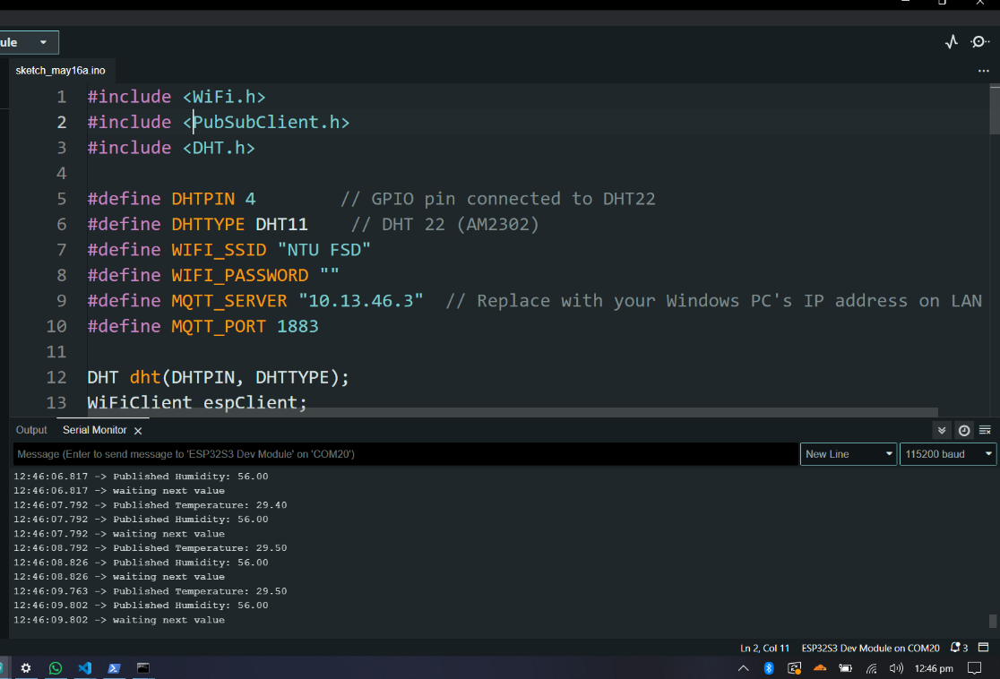 ule
sketch_may16a.ino
1 #include <WiFi.h>
2 #include <PubSubClient.h>
3 #include <DHT.h>
4
5 #define DHTPIN 4 // GPIO pin connected to DHT22
6 #define DHTTYPE DHT11 // DHT 22 (AM2302)
7 #define WIFI_SSID "NTU FSD"
8 #define WIFI_PASSWORD ""
9 #define MQTT_SERVER "10.13.46.3" // Replace with your Windows PC's IP address on LAN
10 #define MQTT_PORT 1883
11
12 DHT dht(DHTPIN, DHTTYPE);
13 WiFiClient espClient;
Output Serial Monitor
Message (Enter to send message to 'ESP32S3 Dev Module' on 'COM20') New Line 115200 baud
12:46:06.817 -> Published Humidity: 56.00
12:46:06.817 -> waiting next value
12:46:07.792 -> Published Temperature: 29.40
12:46:07.792 -> Published Humidity: 56.00
12:46:07.792 -> waiting next value
12:46:08.792 -> Published Temperature: 29.50
12:46:08.826 -> Published Humidity: 56.00
12:46:08.826 -> waiting next value
12:46:09.763 -> Published Temperature: 29.50
12:46:09.802 -> Published Humidity: 56.00
12:46:09.802 -> waiting next value
Ln 2, Col 11 ESP32S3 Dev Module on COM20 3
12:46 pm